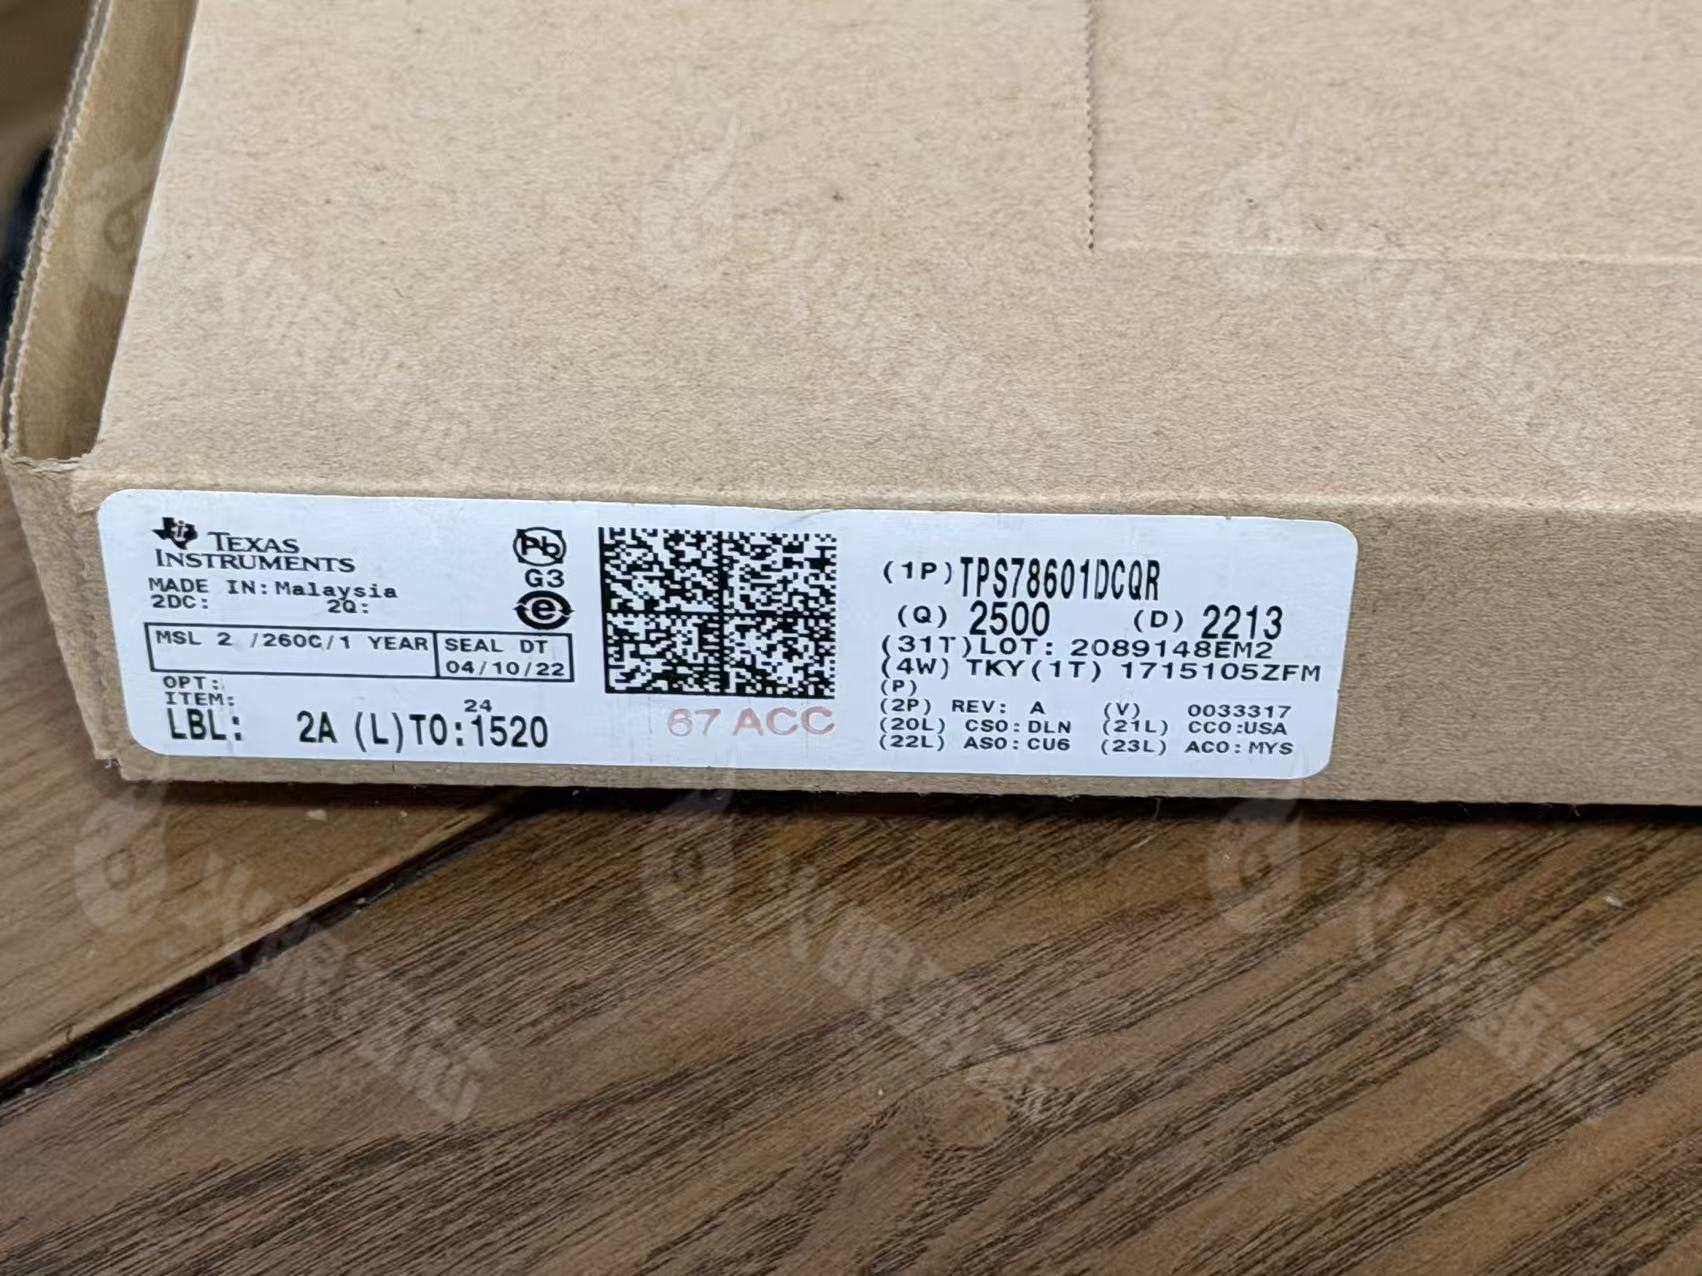 TEXAS
INSTRUMENTS
MADE IN: Malaysia
2DC: 2Q:
MSL 2 /260C/1 YEAR
SEAL DT
04/10/22
OPT:
ITEM:
24
LBL: 2A (L)TO:1520
Pb
G3
e
67 ACC
(1P) TPS78601DCQR
(Q) 2500 (D) 2213
(31T)LOT: 2089148EM2
(4W) TKY(1T) 1715105ZFM
(P)
(2P) REV: A (V) 0033317
(20L) CSO:DLN (21L) CCO:USA
(22L) ASO:CU6 (23L) ACO:MYS